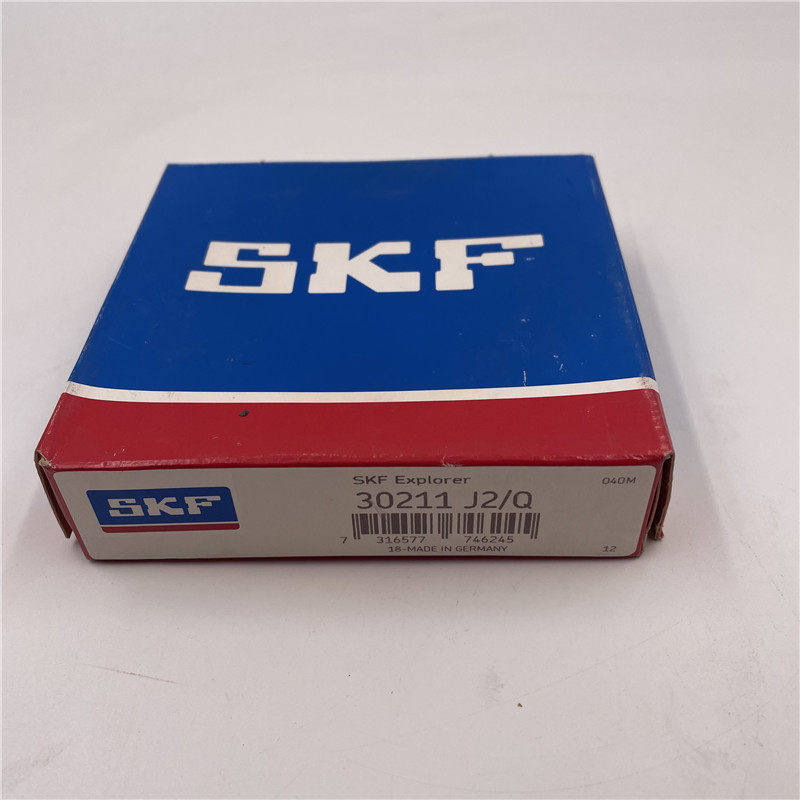 SKF
SKF Explorer
040M
SKF
30211 J2/Q
7 316577 746245
18-MADE IN GERMANY
12